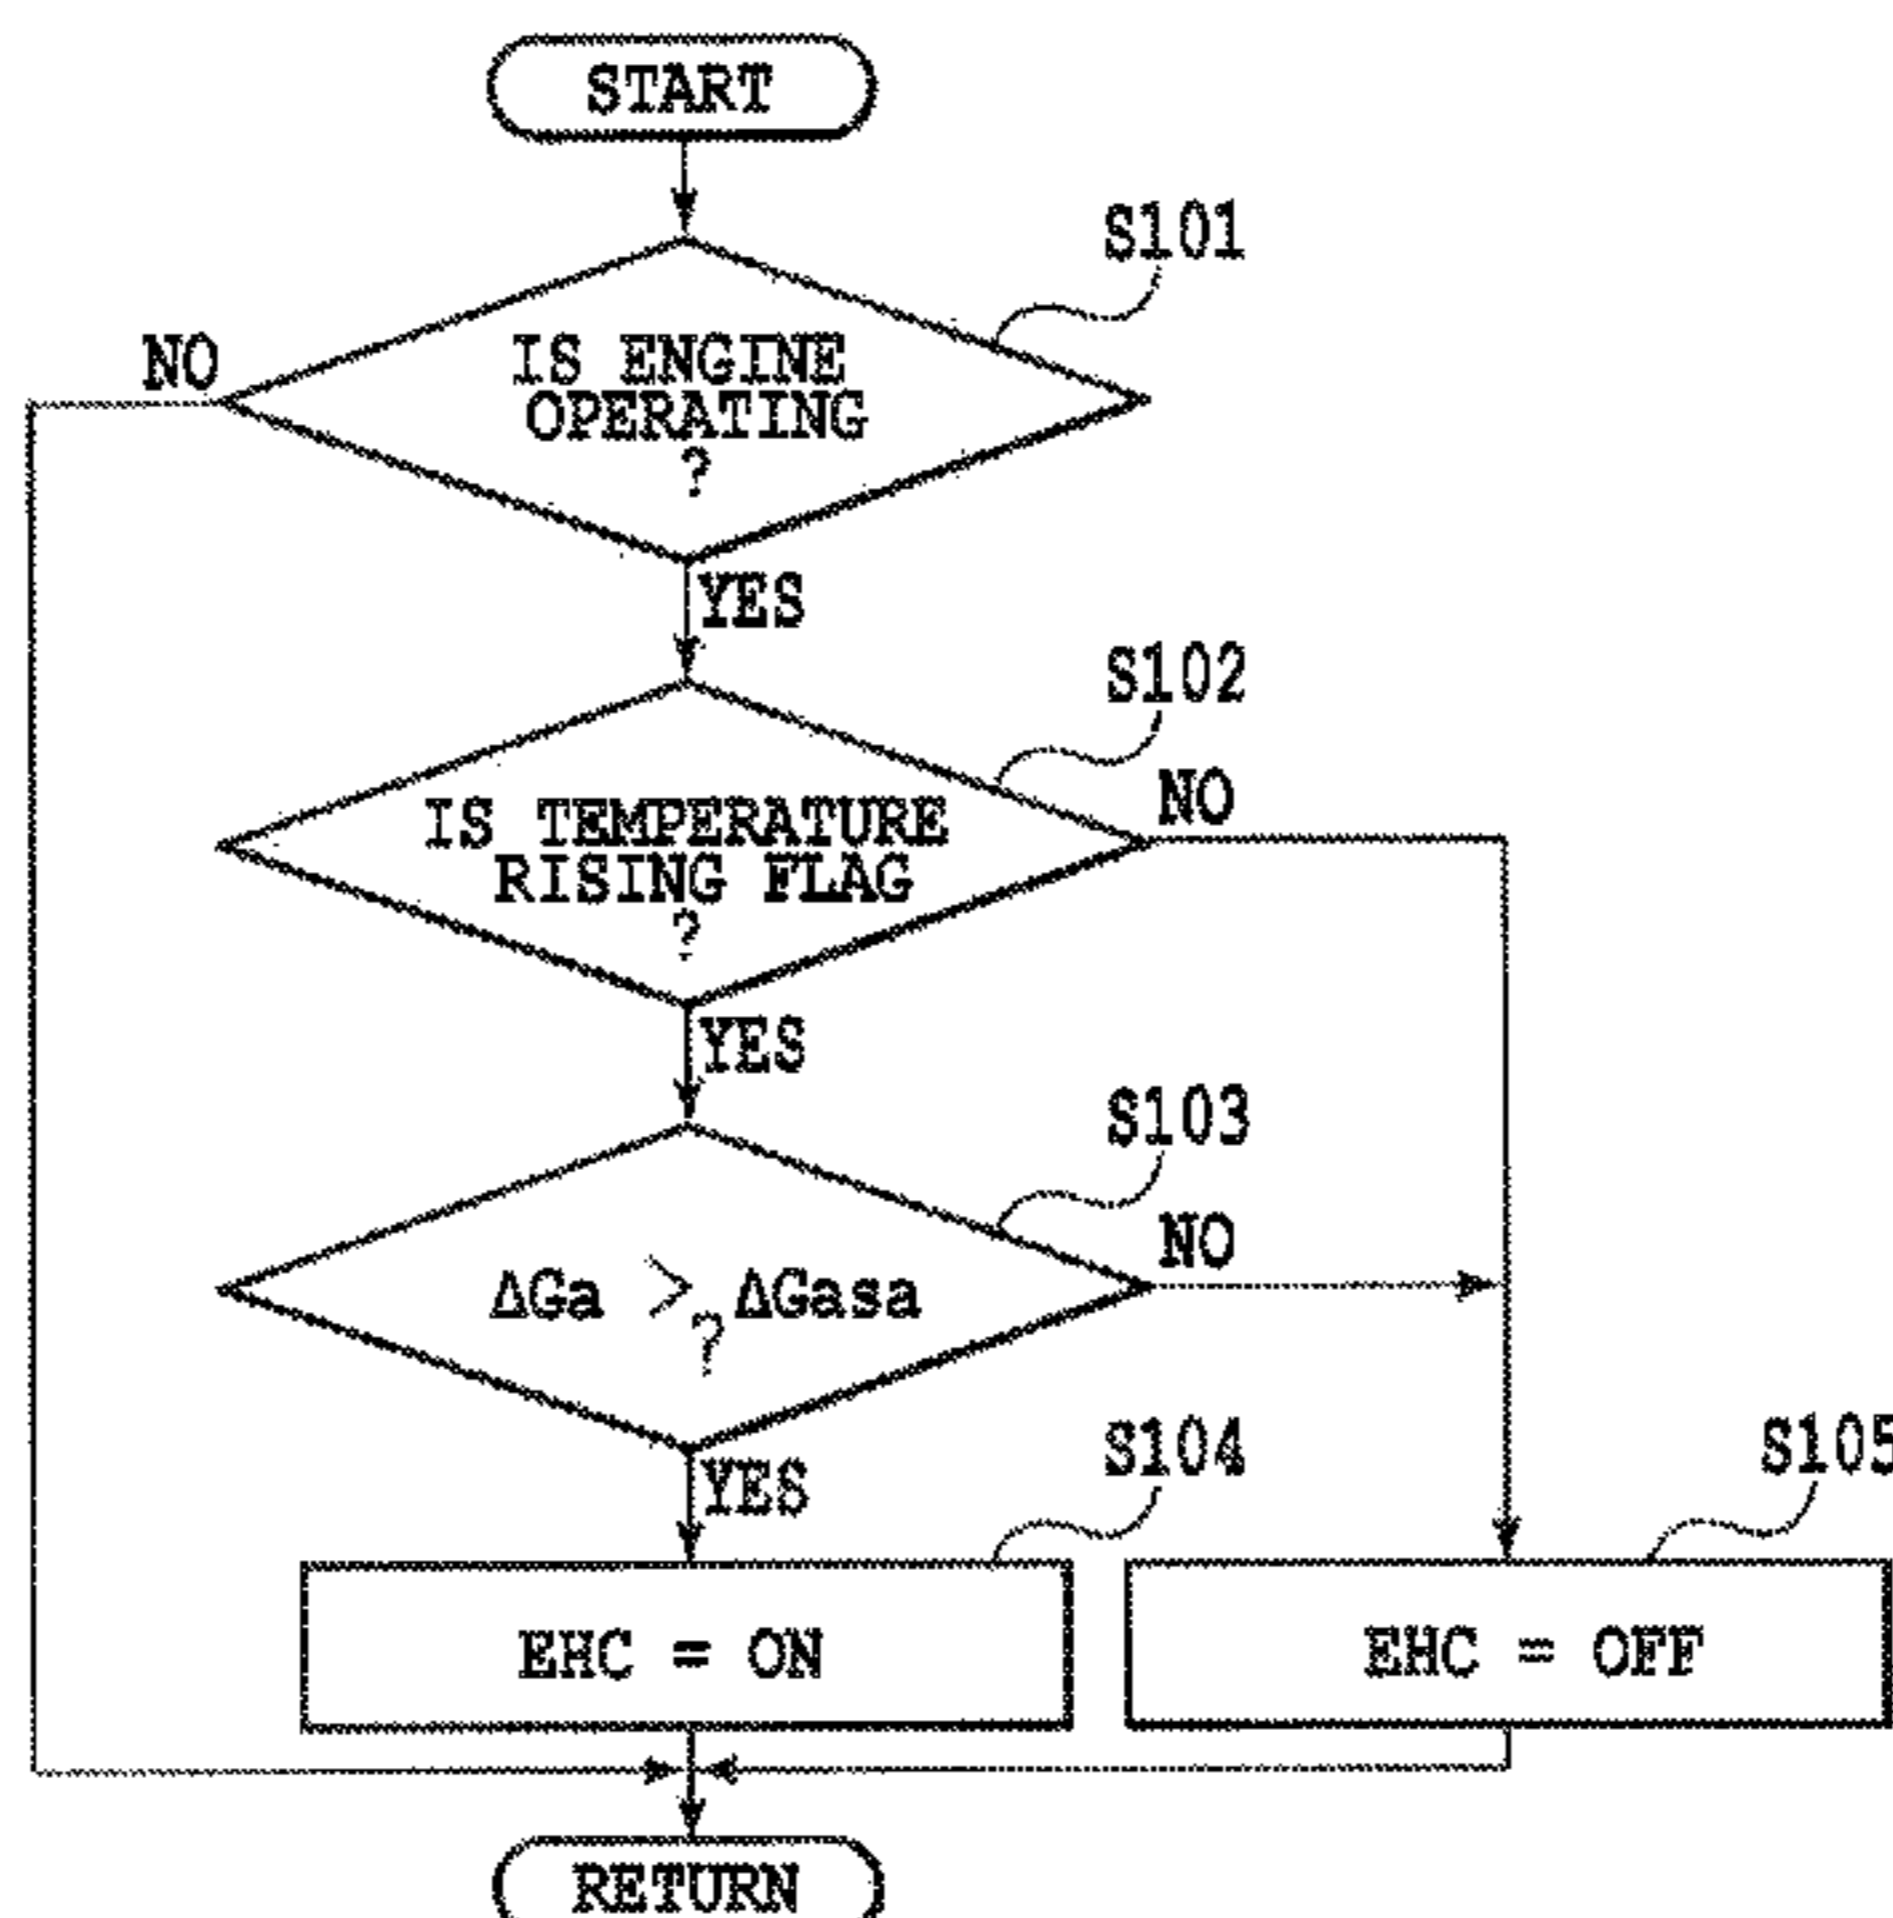 START
S101
NO
IS ENGINE
OPERATING
?
YES
S102
NO
IS TEMPERATURE
RISING FLAG
?
YES
S103
NO
ΔGa > ΔGasa
?
YES
S104
S105
EHC = ON
EHC = OFF
RETURN